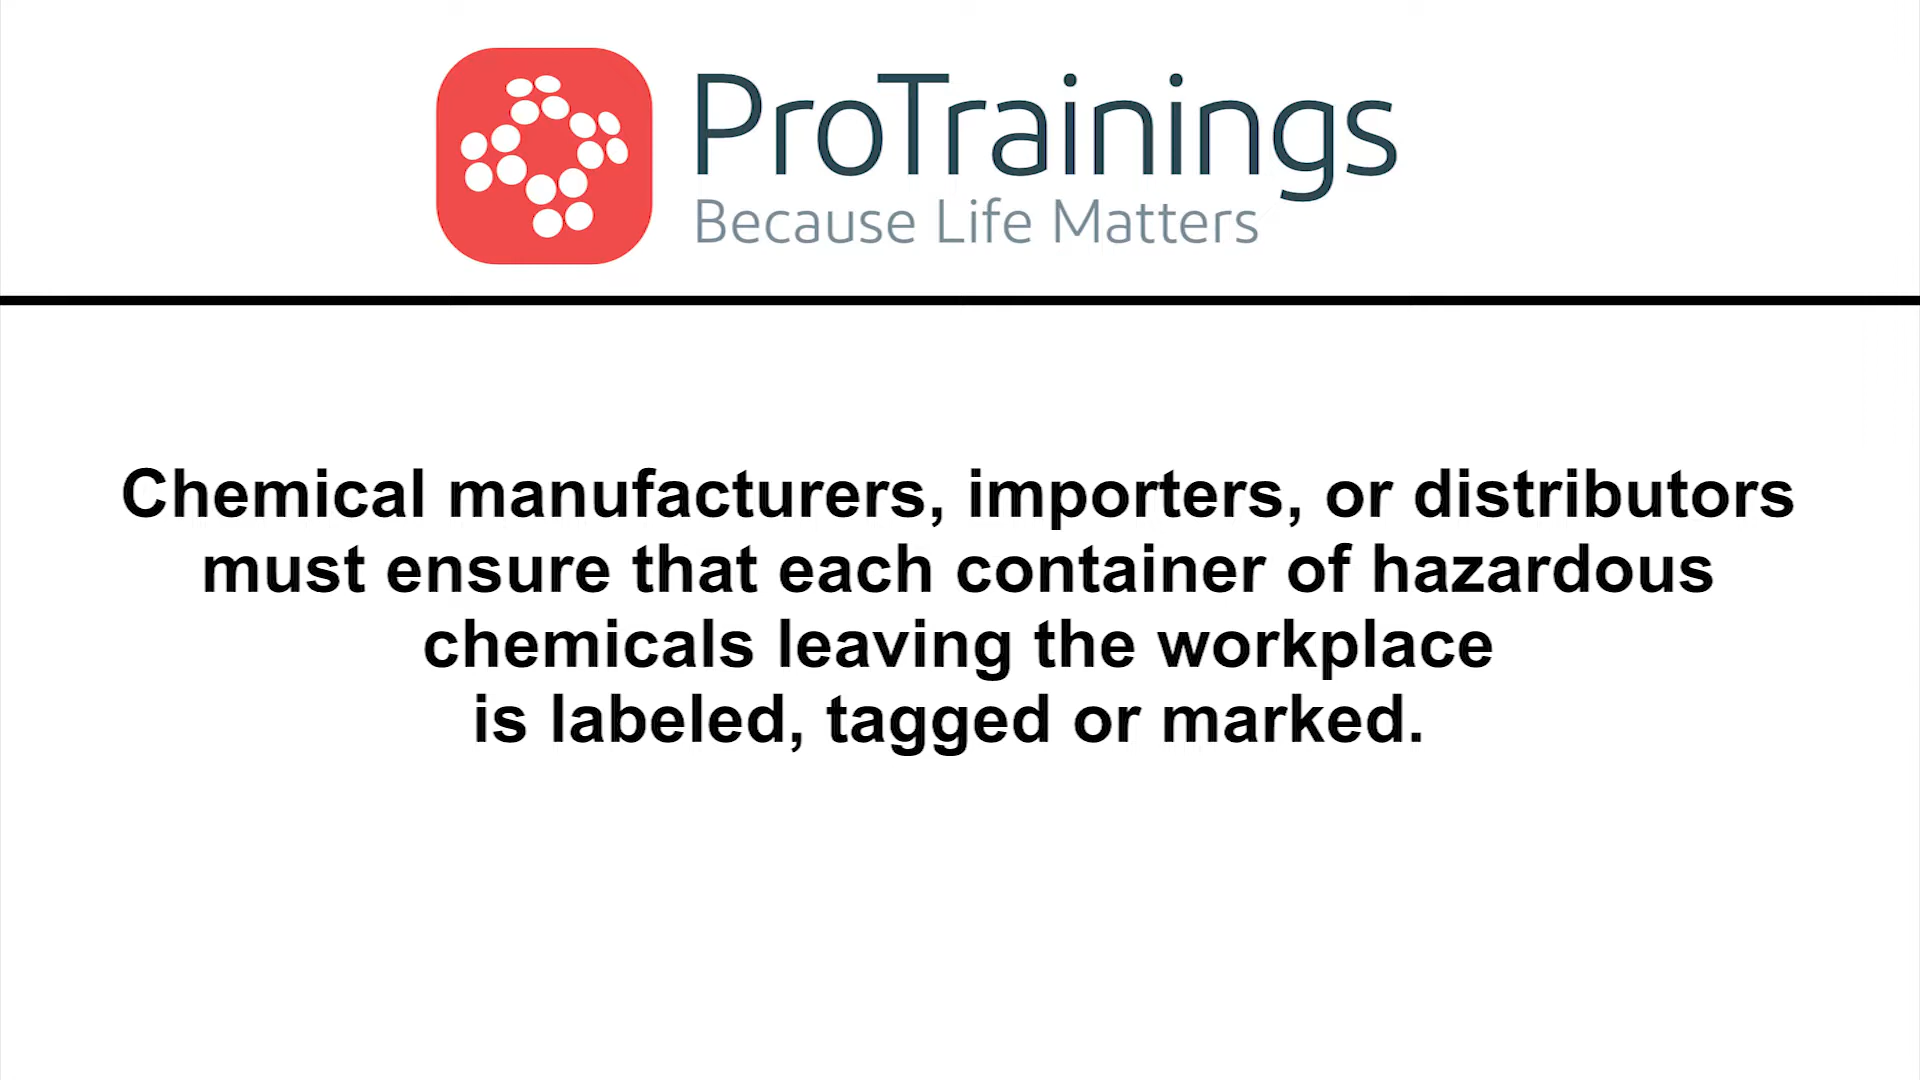 ProTrainings
Because Life Matters
Chemical manufacturers, importers, or distributors
must ensure that each container of hazardous
chemicals leaving the workplace
is labeled, tagged or marked.